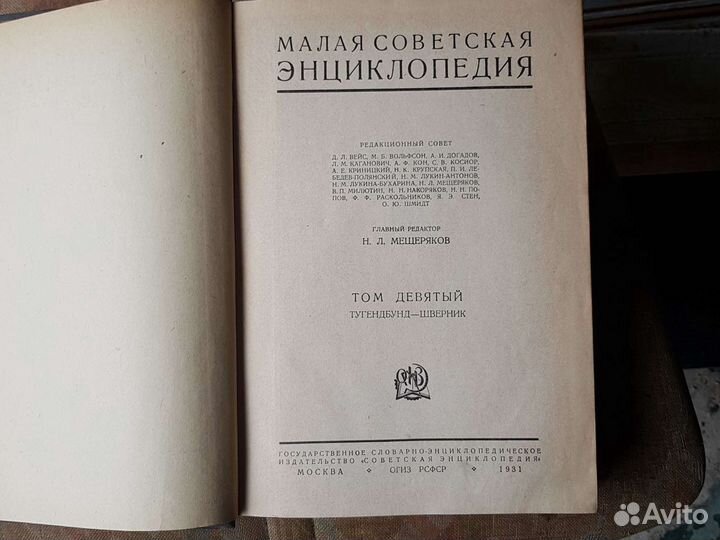 МАЛАЯ СОВЕТСКАЯ
ЭНЦИКЛОПЕДИЯ
РЕДАКЦИОННЫЙ СОВЕТ
Д. Л. ВЕЙС, М. Б. ВОЛЬФСОН, А. И. ДОГАДОВ,
Л. М. КАГАНОВИЧ, А. Ф. КОН, С. В. КОСИОР,
А. Е. КРИНИЦКИЙ, Н. К. КРУПСКАЯ, П. И. ЛЕ-
БЕДЕВ-ПОЛЯНСКИЙ, Н. М. ЛУКИН-АНТОНОВ,
Н. М. ЛУКИНА-БУХАРИНА, Н. Л. МЕЩЕРЯКОВ,
В. П. МИЛЮТИН, Н. Н. НАКОРЯКОВ, Н. Н. ПО-
ПОВ, Ф. Ф. РАСКОЛЬНИКОВ, Я. Э. СТЕН,
О. Ю. ШМИДТ
ГЛАВНЫЙ РЕДАКТОР
Н. Л. МЕЩЕРЯКОВ
ТОМ ДЕВЯТЫЙ
ТУГЕНДБУНД—ШВЕРНИК
ГОСУДАРСТВЕННОЕ СЛОВАРНО-ЭНЦИКЛОПЕДИЧЕСКОЕ
ИЗДАТЕЛЬСТВО «СОВЕТСКАЯ ЭНЦИКЛОПЕДИЯ»
МОСКВА ❖ ОГИЗ РСФСР ❖ 1931
Avito